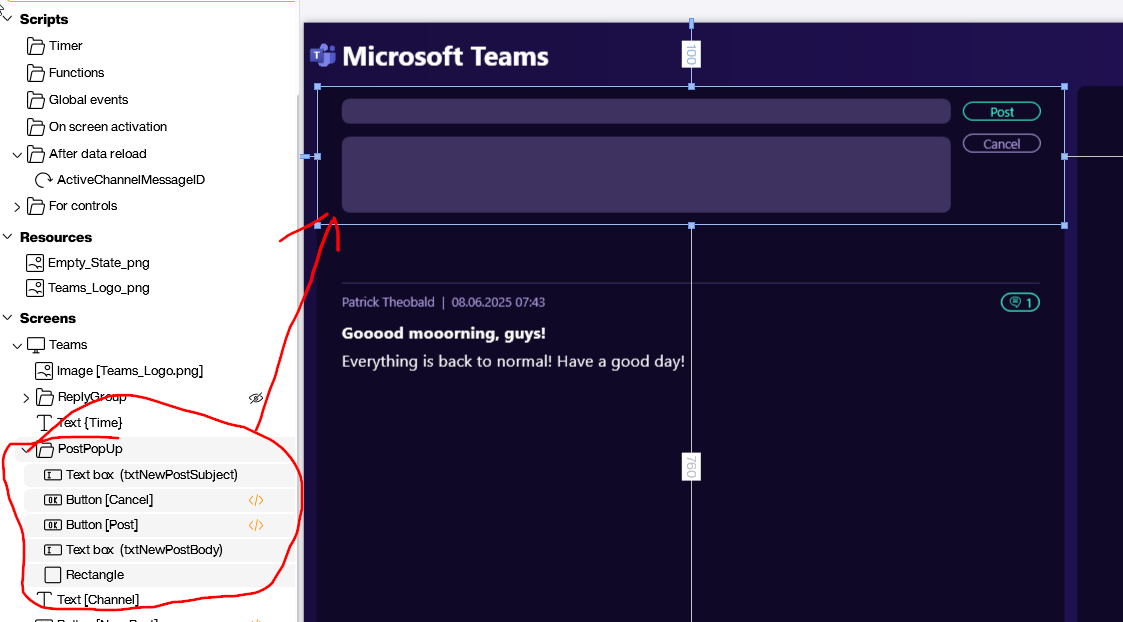 Scripts
Timer
Functions
Global events
On screen activation
After data reload
ActiveChannelMessageID
For controls
Resources
Empty_State_png
Teams_Logo_png
Screens
Teams
Image [Teams_Logo.png]
ReplyGroup
Text {Time}
PostPopUp
Text box (txtNewPostSubject)
Button [Cancel]
Button [Post]
Text box (txtNewPostBody)
Rectangle
Text [Channel]
Microsoft Teams
100
Post
Cancel
Patrick Theobald | 08.06.2025 07:43
1
Gooood mooorning, guys!
Everything is back to normal! Have a good day!
760